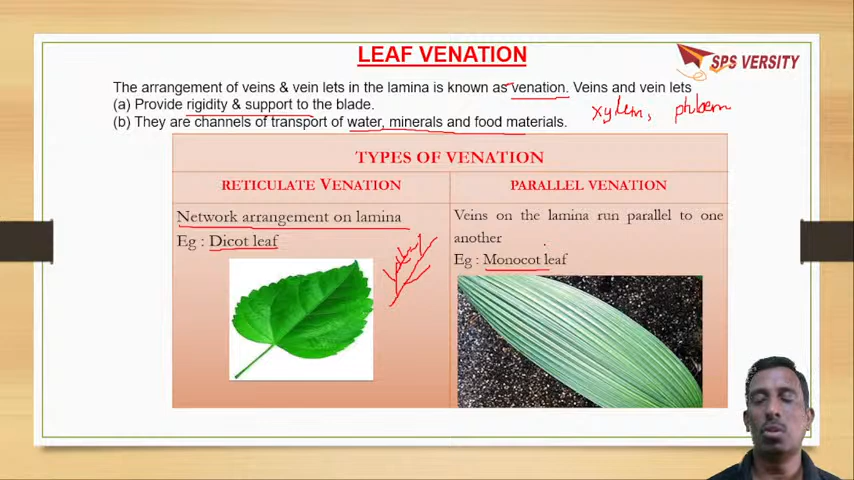 LEAF VENATION
SPS VERSITY
The arrangement of veins & vein lets in the lamina is known as venation. Veins and vein lets
(a) Provide rigidity & support to the blade.
(b) They are channels of transport of water, minerals and food materials.
xylem, phloem
TYPES OF VENATION
RETICULATE VENATION
PARALLEL VENATION
Network arrangement on lamina
Eg : Dicot leaf
Veins on the lamina run parallel to one
another
Eg : Monocot leaf